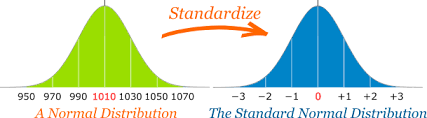 Standardize
950 970 990 1010 1030 1050 1070
−3 −2 −1 0 +1 +2 +3
A Normal Distribution
The Standard Normal Distribution